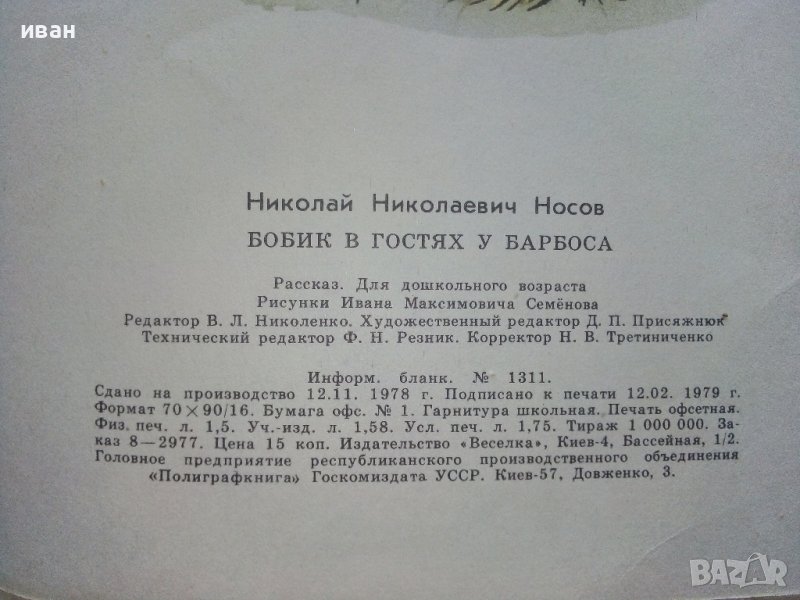 иван
Николай Николаевич Носов
БОБИК В ГОСТЯХ У БАРБОСА
Рассказ. Для дошкольного возраста
Рисунки Ивана Максимовича Семёнова
Редактор В. Л. Николенко. Художественный редактор Д. П. Присяжнюк
Технический редактор Ф. Н. Резник. Корректор Н. В. Третиниченко
Информ. бланк. № 1311.
Сдано на производство 12.11. 1978 г. Подписано к печати 12.02. 1979 г.
Формат 70×90/16. Бумага офс. № 1. Гарнитура школьная. Печать офсетная.
Физ. печ. л. 1,5. Уч.-изд. л. 1,58. Усл. печ. л. 1,75. Тираж 1 000 000. За-
каз 8—2977. Цена 15 коп. Издательство «Веселка», Киев-4, Бассейная, 1/2.
Головное предприятие республиканского производственного объединения
«Полиграфкнига» Госкомиздата УССР. Киев-57, Довженко, 3.
BAZAR